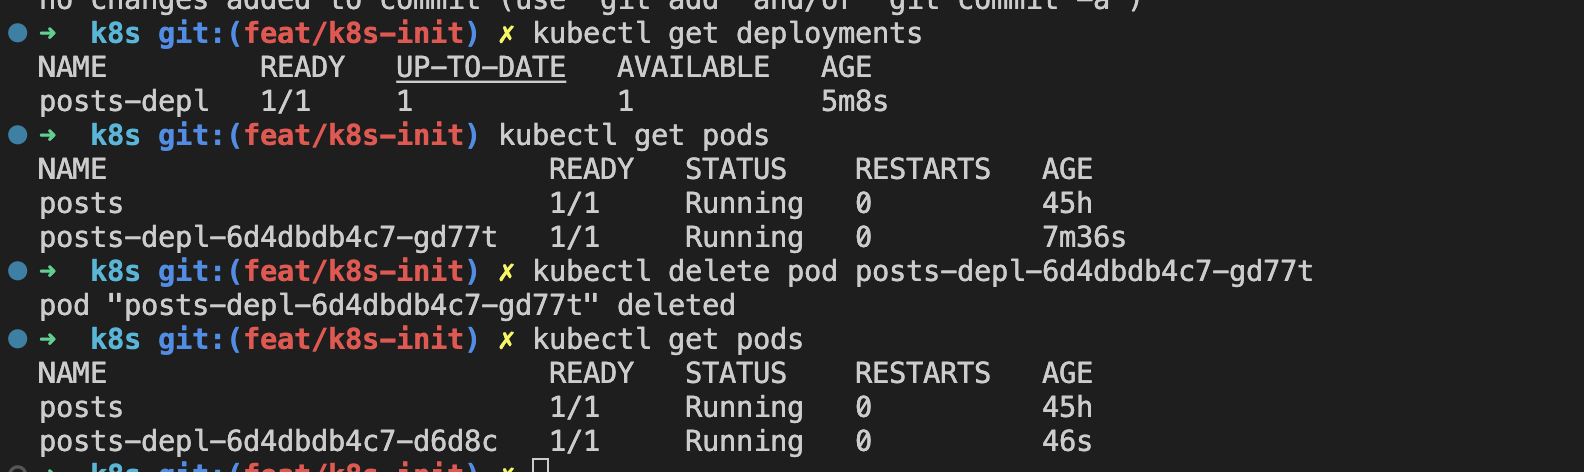 no changes added to commit (use "git add" and/or "git commit -a")
➜ k8s git:(feat/k8s-init) ✗ kubectl get deployments
NAME READY UP-TO-DATE AVAILABLE AGE
posts-depl 1/1 1 1 5m8s
➜ k8s git:(feat/k8s-init) kubectl get pods
NAME READY STATUS RESTARTS AGE
posts 1/1 Running 0 45h
posts-depl-6d4dbdb4c7-gd77t 1/1 Running 0 7m36s
➜ k8s git:(feat/k8s-init) ✗ kubectl delete pod posts-depl-6d4dbdb4c7-gd77t
pod "posts-depl-6d4dbdb4c7-gd77t" deleted
➜ k8s git:(feat/k8s-init) ✗ kubectl get pods
NAME READY STATUS RESTARTS AGE
posts 1/1 Running 0 45h
posts-depl-6d4dbdb4c7-d6d8c 1/1 Running 0 46s
➜ k8s git:(feat/k8s-init) ✗